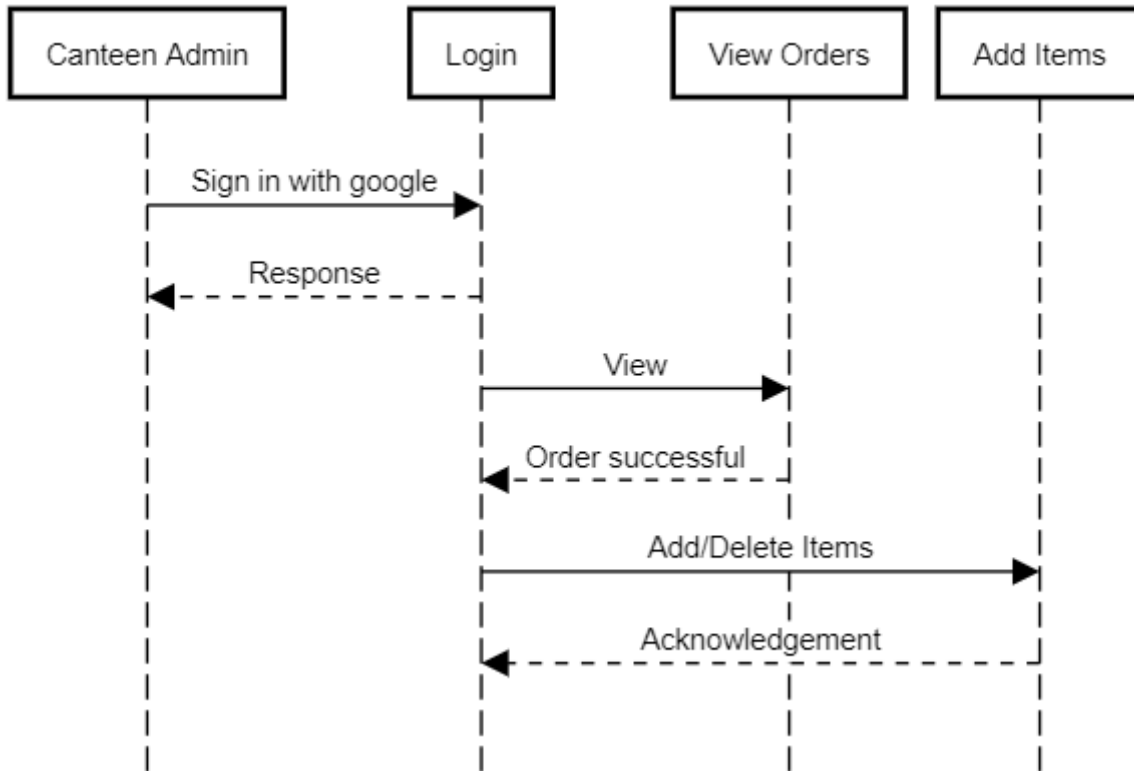 Canteen Admin
Login
View Orders
Add Items
Sign in with google
Response
View
Order successful
Add/Delete Items
Acknowledgement